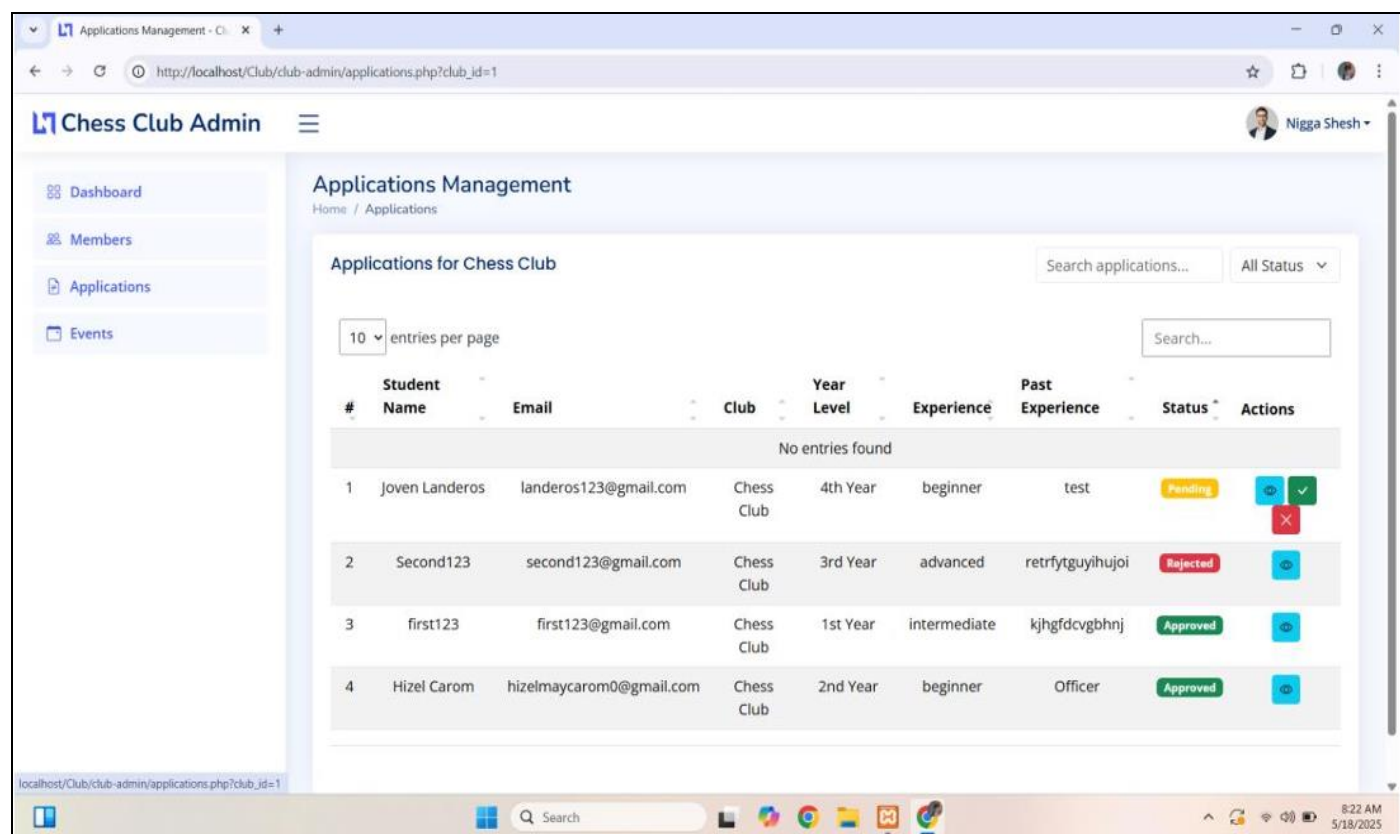 Applications Management - Cl
http://localhost/Club/club-admin/applications.php?club_id=1
Chess Club Admin
Nigga Shesh
Dashboard
Members
Applications
Events
Applications Management
Home / Applications
Applications for Chess Club
Search applications...
All Status
10 entries per page
Search...
# Student Name Email Club Year Level Experience Past Experience Status Actions
No entries found
1 Joven Landeros landeros123@gmail.com Chess Club 4th Year beginner test Pending
2 Second123 second123@gmail.com Chess Club 3rd Year advanced retrfytguyihujoi Rejected
3 first123 first123@gmail.com Chess Club 1st Year intermediate kjhgfdcvgbhnj Approved
4 Hizel Carom hizelmaycarom0@gmail.com Chess Club 2nd Year beginner Officer Approved
localhost/Club/club-admin/applications.php?club_id=1
Search
8:22 AM
5/18/2025